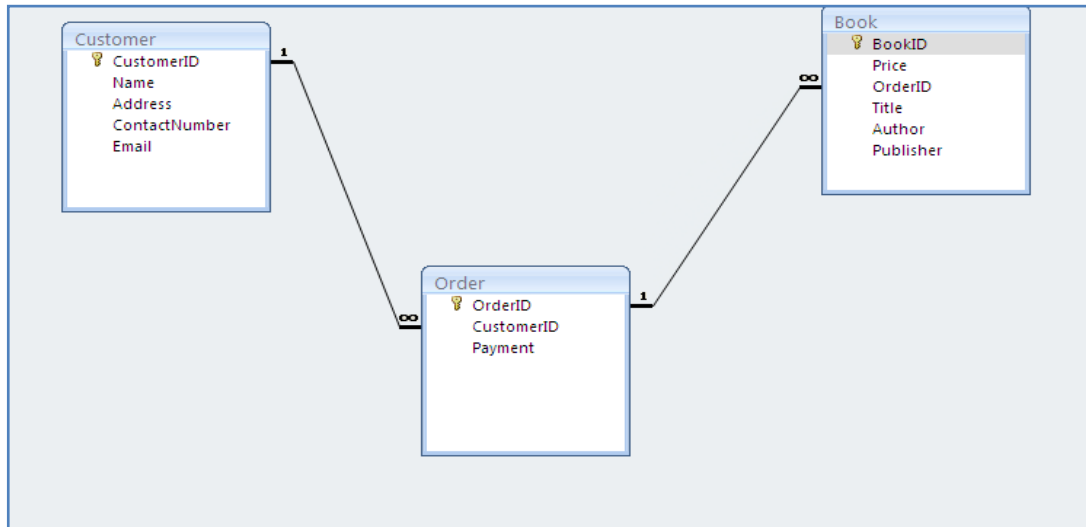 Customer
CustomerID
Name
Address
ContactNumber
Email
1
∞
Order
OrderID
CustomerID
Payment
1
∞
Book
BookID
Price
OrderID
Title
Author
Publisher